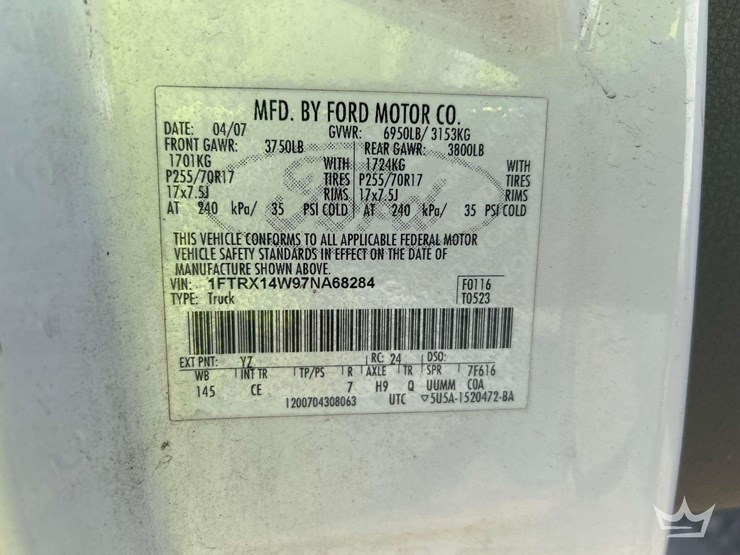 MFD. BY FORD MOTOR CO.
DATE: 04/07 GVWR: 6950LB/ 3153KG
FRONT GAWR: 3750LB REAR GAWR: 3800LB
1701KG WITH 1724KG WITH
P255/70R17 TIRES P255/70R17 TIRES
17x7.5J RIMS 17x7.5J RIMS
AT 240 kPa/ 35 PSI COLD AT 240 kPa/ 35 PSI COLD
THIS VEHICLE CONFORMS TO ALL APPLICABLE FEDERAL MOTOR
VEHICLE SAFETY STANDARDS IN EFFECT ON THE DATE OF
MANUFACTURE SHOWN ABOVE.
VIN: 1FTRX14W97NA68284 F0116
TYPE: Truck T0523
EXT PNT: YZ RC: 24 DSO:
WB INT TR TP/PS R AXLE TR SPR 7F616
145 CE 7 H9 Q UUMM COA
1200704308063 UTC ▽5U5A-1520472-BA